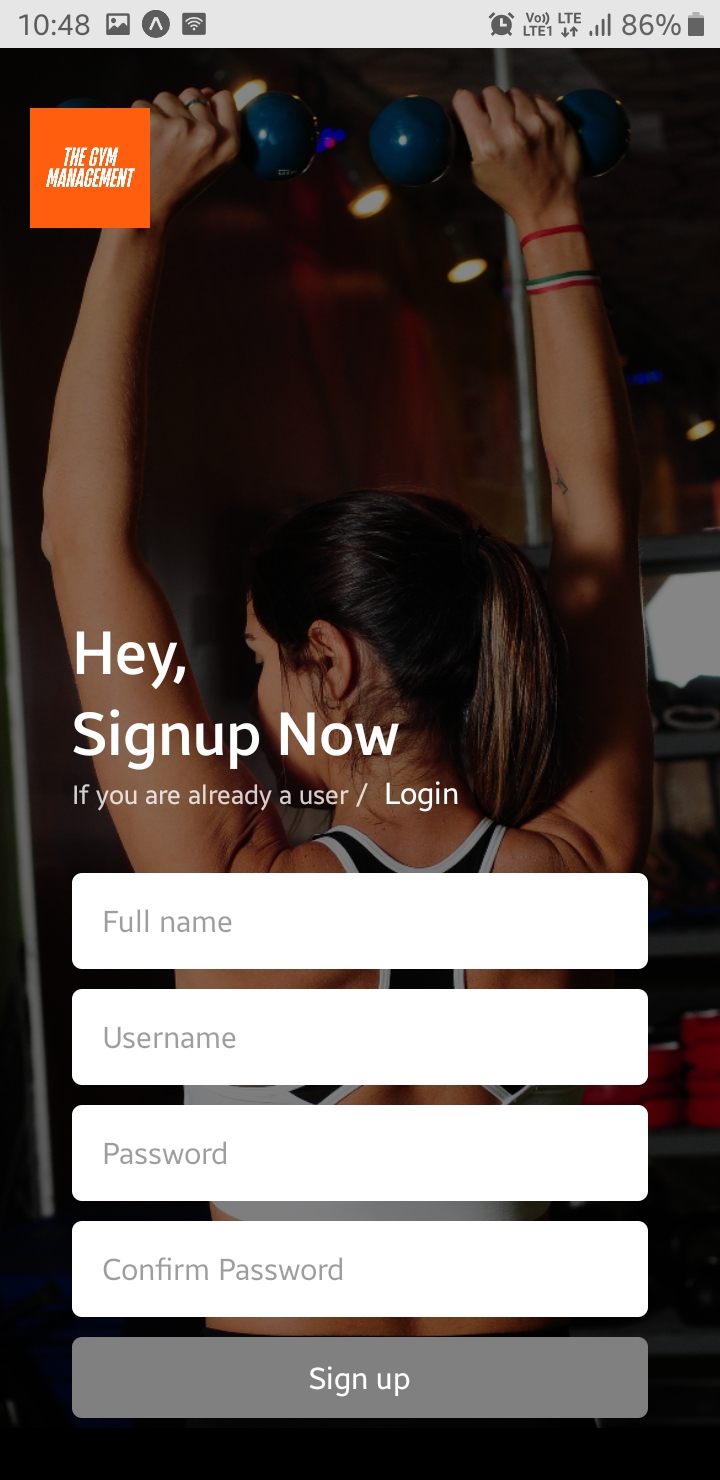 10:48
Vo)) LTE
LTE1
86%
THE GYM
MANAGEMENT
Hey,
Signup Now
If you are already a user / Login
Full name
Username
Password
Confirm Password
Sign up